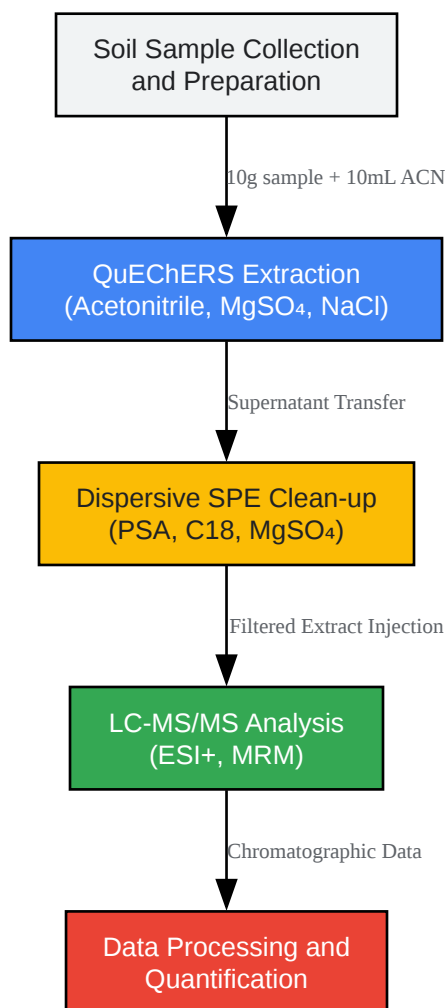 Soil Sample Collection
and Preparation
10g sample + 10mL ACN
QuEChERS Extraction
(Acetonitrile, MgSO₄, NaCl)
Supernatant Transfer
Dispersive SPE Clean-up
(PSA, C18, MgSO₄)
Filtered Extract Injection
LC-MS/MS Analysis
(ESI+, MRM)
Chromatographic Data
Data Processing and
Quantification